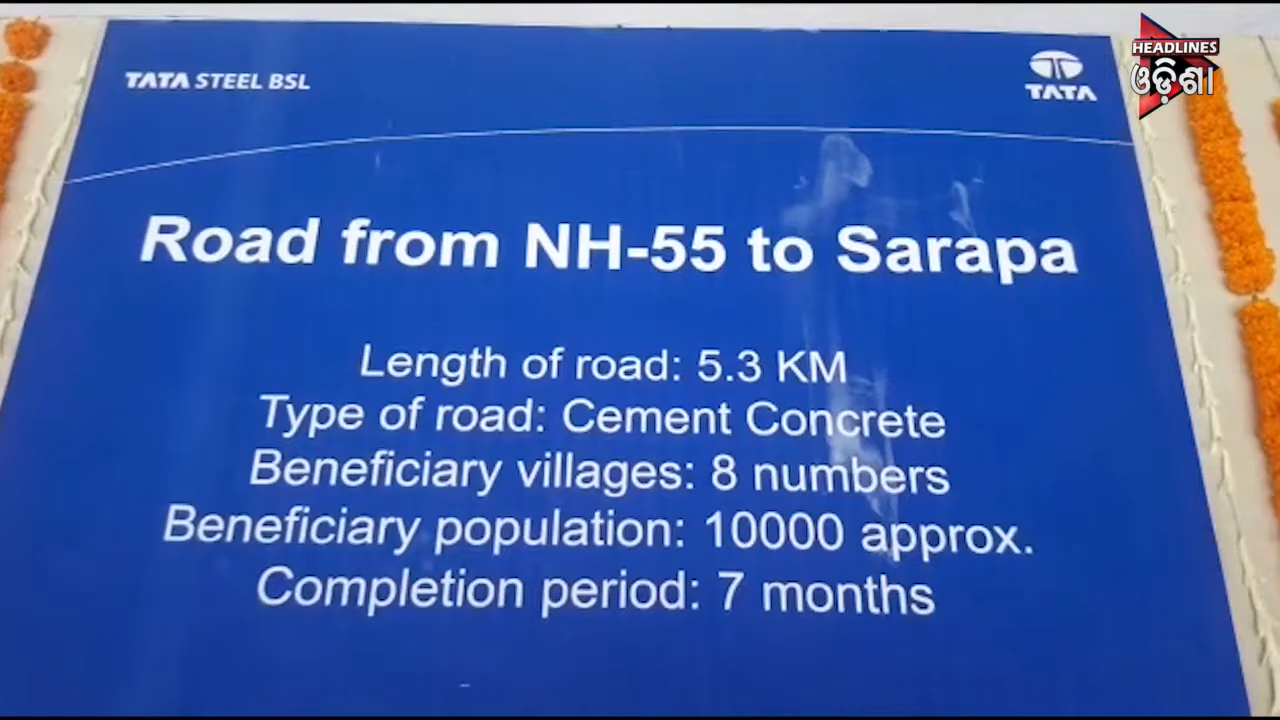 TATA STEEL BSL
TATA
HEADLINES
ଓଡ଼ିଶା
Road from NH-55 to Sarapa
Length of road: 5.3 KM
Type of road: Cement Concrete
Beneficiary villages: 8 numbers
Beneficiary population: 10000 approx.
Completion period: 7 months